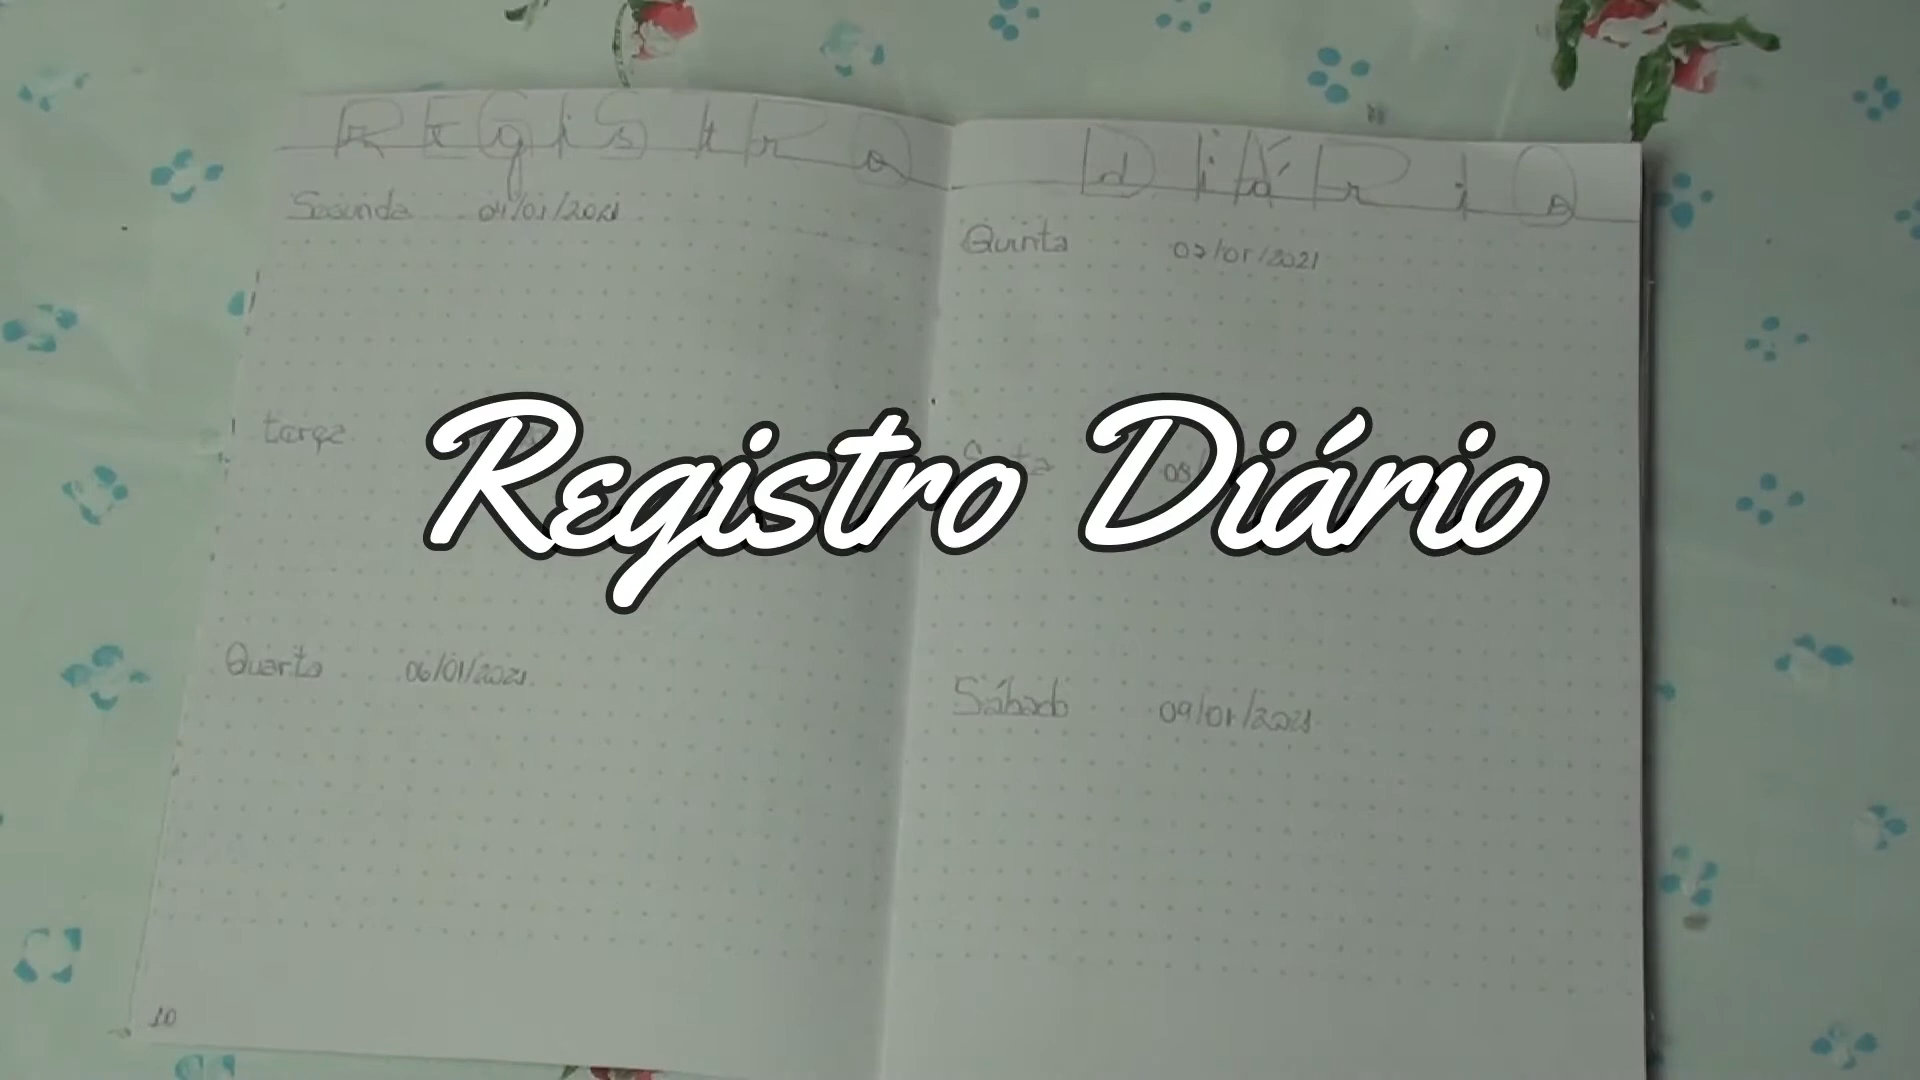 REgistro
Segunda 04/01/2021
terça
Quarta 06/01/2021
10
Diário
Quinta 07/01/2021
08/
Sábado 09/01/2021
Registro Diário